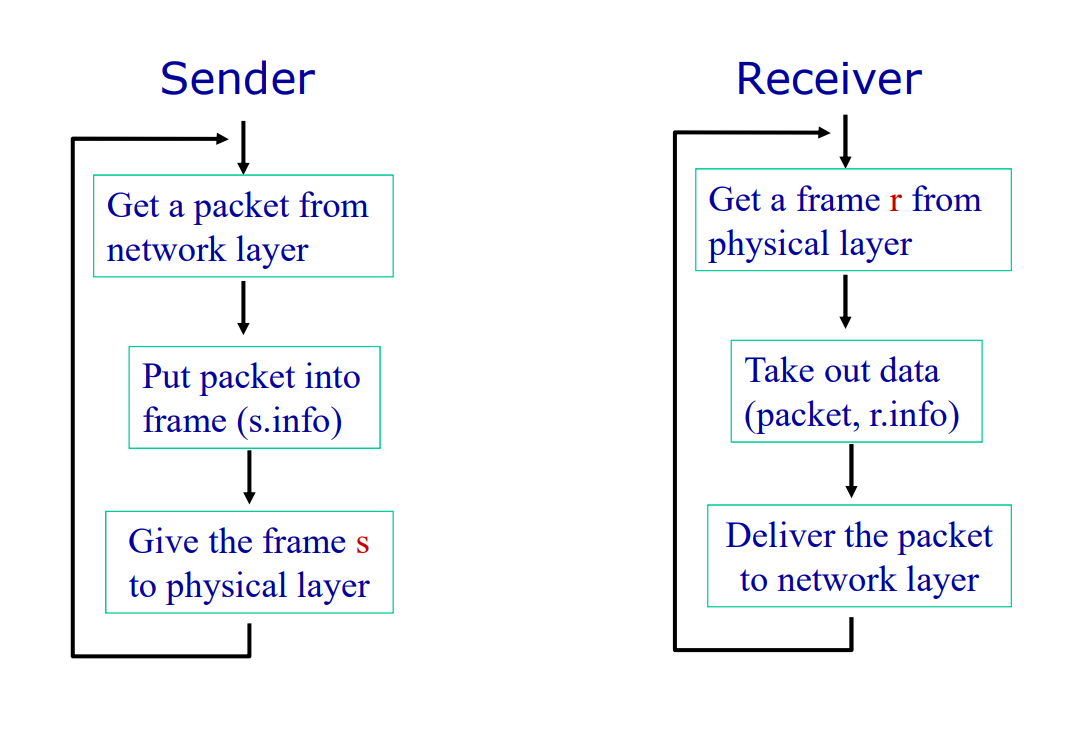 Sender
Get a packet from
network layer
Put packet into
frame (s.info)
Give the frame s
to physical layer
Receiver
Get a frame r from
physical layer
Take out data
(packet, r.info)
Deliver the packet
to network layer